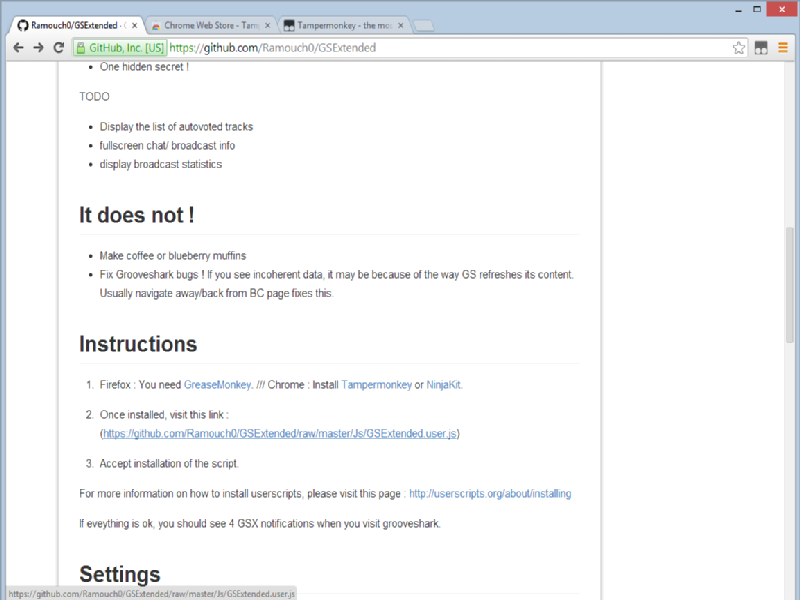 Ramouch0/GSExtended · G
Chrome Web Store - Tam
Tampermonkey - the mo
GitHub, Inc. [US] https://github.com/Ramouch0/GSExtended
One hidden secret !
TODO
Display the list of autovoted tracks
fullscreen chat/ broadcast info
display broadcast statistics
It does not !
Make coffee or blueberry muffins
Fix Grooveshark bugs ! If you see incoherent data, it may be because of the way GS refreshes its content.
Usually navigate away/back from BC page fixes this.
Instructions
1. Firefox : You need GreaseMonkey. /// Chrome : Install Tampermonkey or NinjaKit.
2. Once installed, visit this link :
(https://github.com/Ramouch0/GSExtended/raw/master/Js/GSExtended.user.js)
3. Accept installation of the script.
For more information on how to install userscripts, please visit this page : http://userscripts.org/about/installing
If eveything is ok, you should see 4 GSX notifications when you visit grooveshark.
Settings
https://github.com/Ramouch0/GSExtended/raw/master/Js/GSExtended.user.js